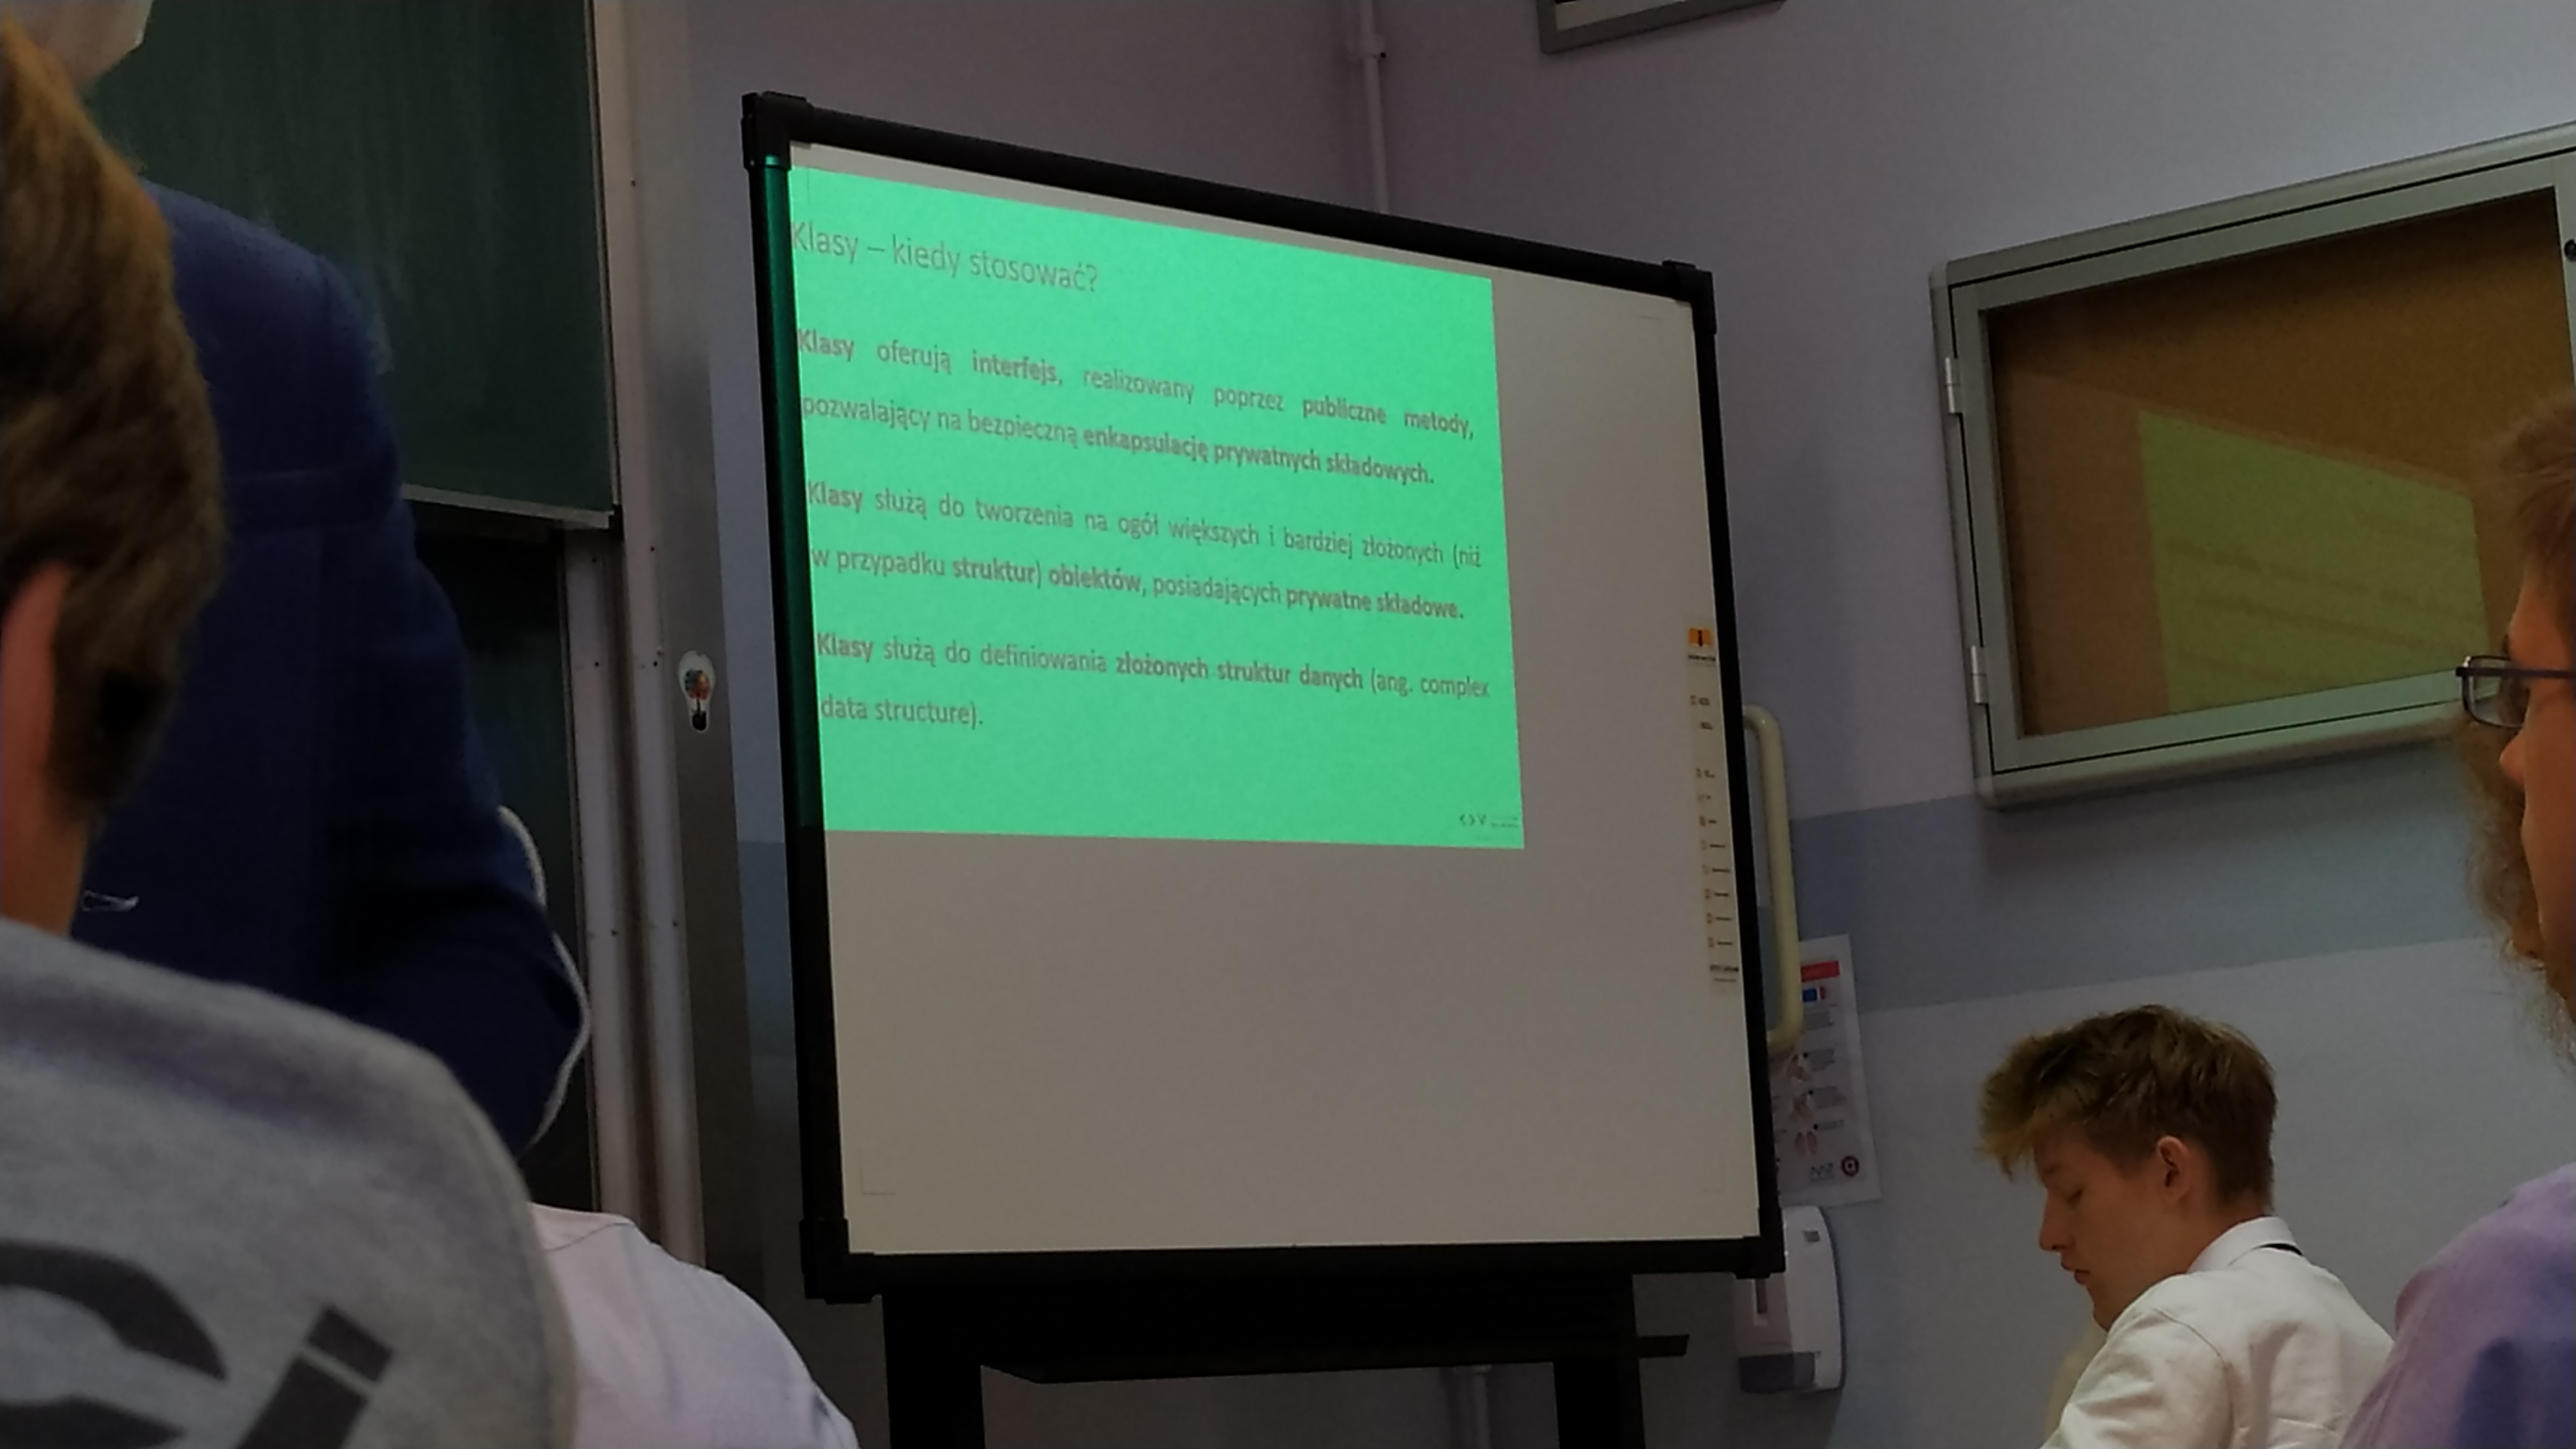 Klasy – kiedy stosować?
Klasy oferują interfejs, realizowany poprzez publiczne metody,
pozwalający na bezpieczną enkapsulację prywatnych składowych.
Klasy służą do tworzenia na ogół większych i bardziej złożonych (niż
w przypadku struktur) obiektów, posiadających prywatne składowe.
Klasy służą do definiowania złożonych struktur danych (ang. complex
data structure).